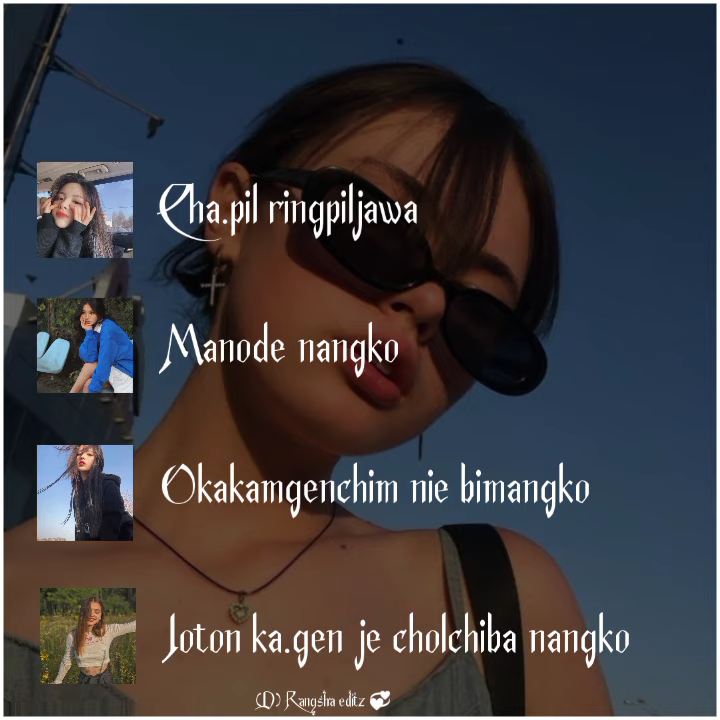 Cha.pil ringpiljawa
Manode nangko
Okakamgenchim nie bimangko
Joton ka.gen je cholchiba nangko
(D) Rangsha editz 💞